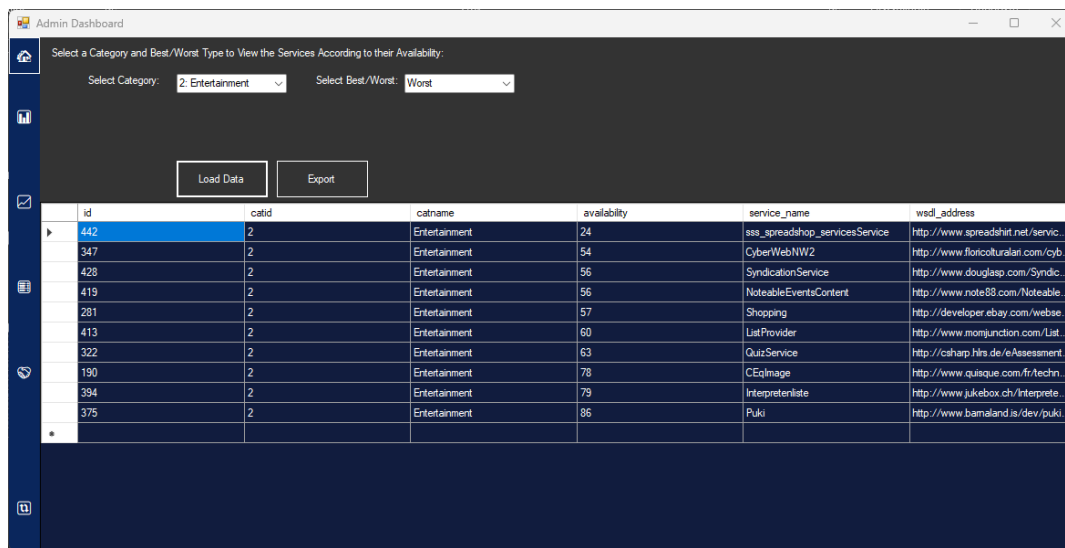 Admin Dashboard
Select a Category and Best/Worst Type to View the Services According to their Availability:
Select Category: 2: Entertainment Select Best/Worst: Worst
Load Data Export
id catid catname availability service_name wsdl_address
442 2 Entertainment 24 sss_spreadshop_servicesService http://www.spreadshirt.net/servic...
347 2 Entertainment 54 CyberWebNW2 http://www.floricolturalari.com/cyb...
428 2 Entertainment 56 SyndicationService http://www.douglasp.com/Syndic...
419 2 Entertainment 56 NoteableEventsContent http://www.note88.com/Noteable...
281 2 Entertainment 57 Shopping http://developer.ebay.com/webse...
413 2 Entertainment 60 ListProvider http://www.momjunction.com/List...
322 2 Entertainment 63 QuizService http://csharp.hlrs.de/eAssessment...
190 2 Entertainment 78 CEqImage http://www.quisque.com/fr/techn...
394 2 Entertainment 79 Interpretenliste http://www.jukebox.ch/Interprete...
375 2 Entertainment 86 Puki http://www.bamaland.is/dev/puki...